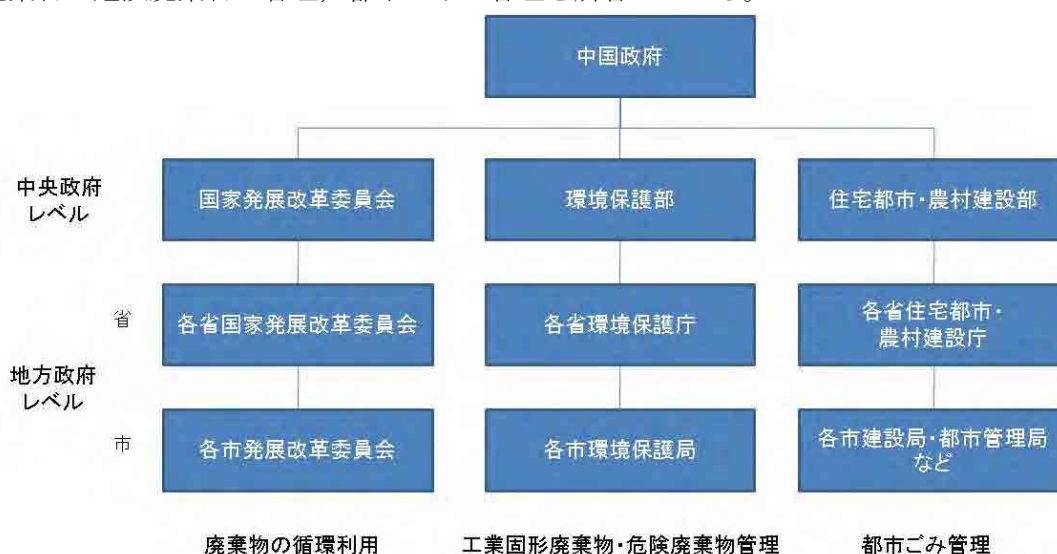 中国政府
中央政府
レベル
国家発展改革委員会
環境保護部
住宅都市・農村建設部
省
各省国家発展改革委員会
各省環境保護庁
各省住宅都市・
農村建設庁
地方政府
レベル
市
各市発展改革委員会
各市環境保護局
各市建設局・都市管理局
など
廃棄物の循環利用
工業固形廃棄物・危険廃棄物管理
都市ごみ管理